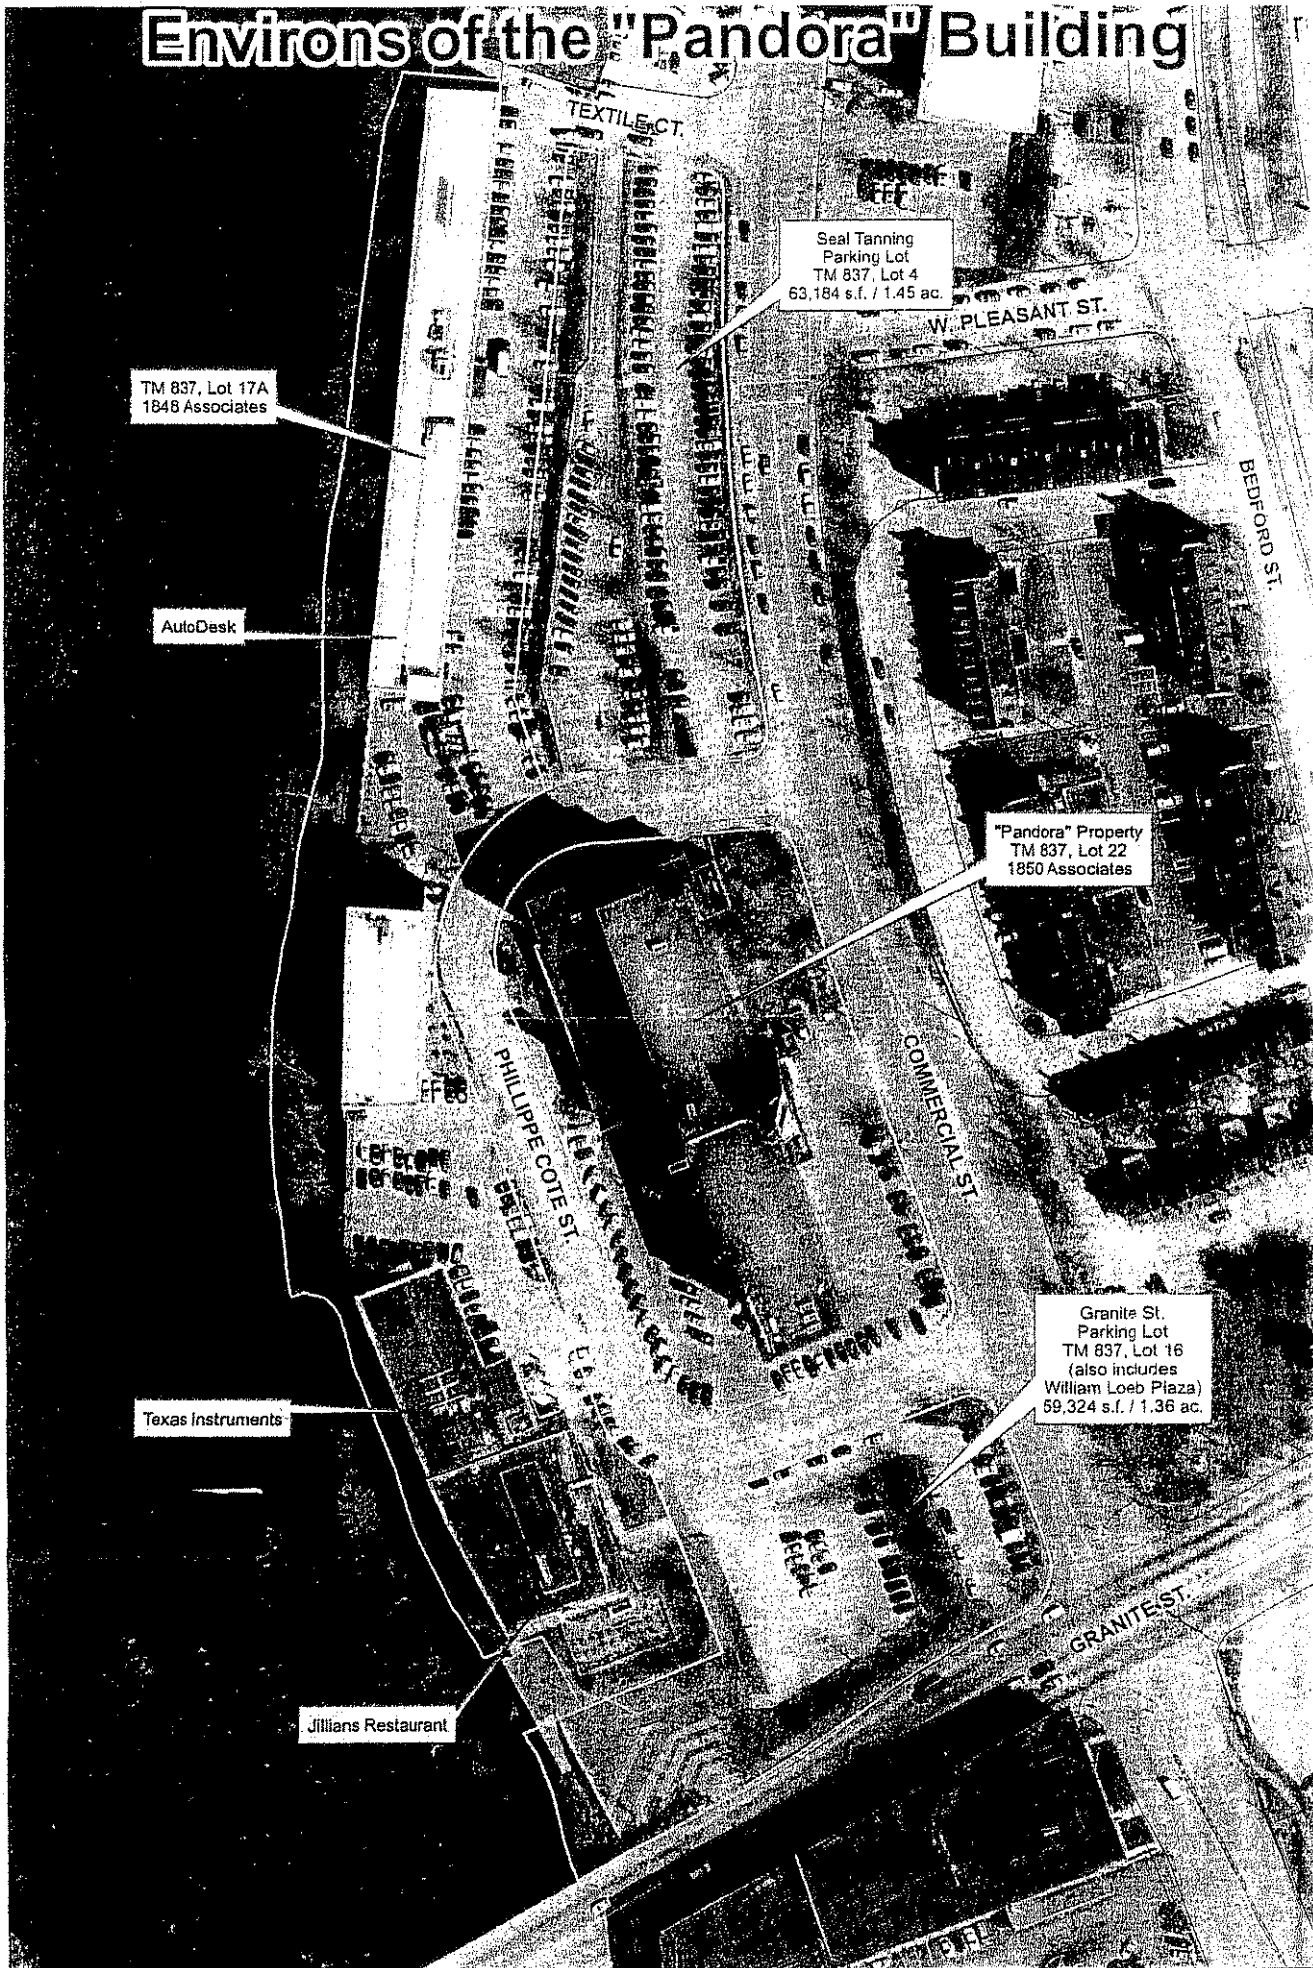 Environs of the "Pandora" Building
TEXTILE CT.
Seal Tanning
Parking Lot
TM 837, Lot 4
63,184 s.f. / 1.45 ac.
W. PLEASANT ST.
TM 837, Lot 17A
1848 Associates
BEDFORD ST.
AutoDesk
"Pandora" Property
TM 837, Lot 22
1850 Associates
PHILLIPPE COTE ST.
COMMERCIAL ST.
Granite St.
Parking Lot
TM 837, Lot 16
(also includes
William Loeb Plaza)
59,324 s.f. / 1.36 ac.
Texas Instruments
GRANITE ST.
Jillians Restaurant